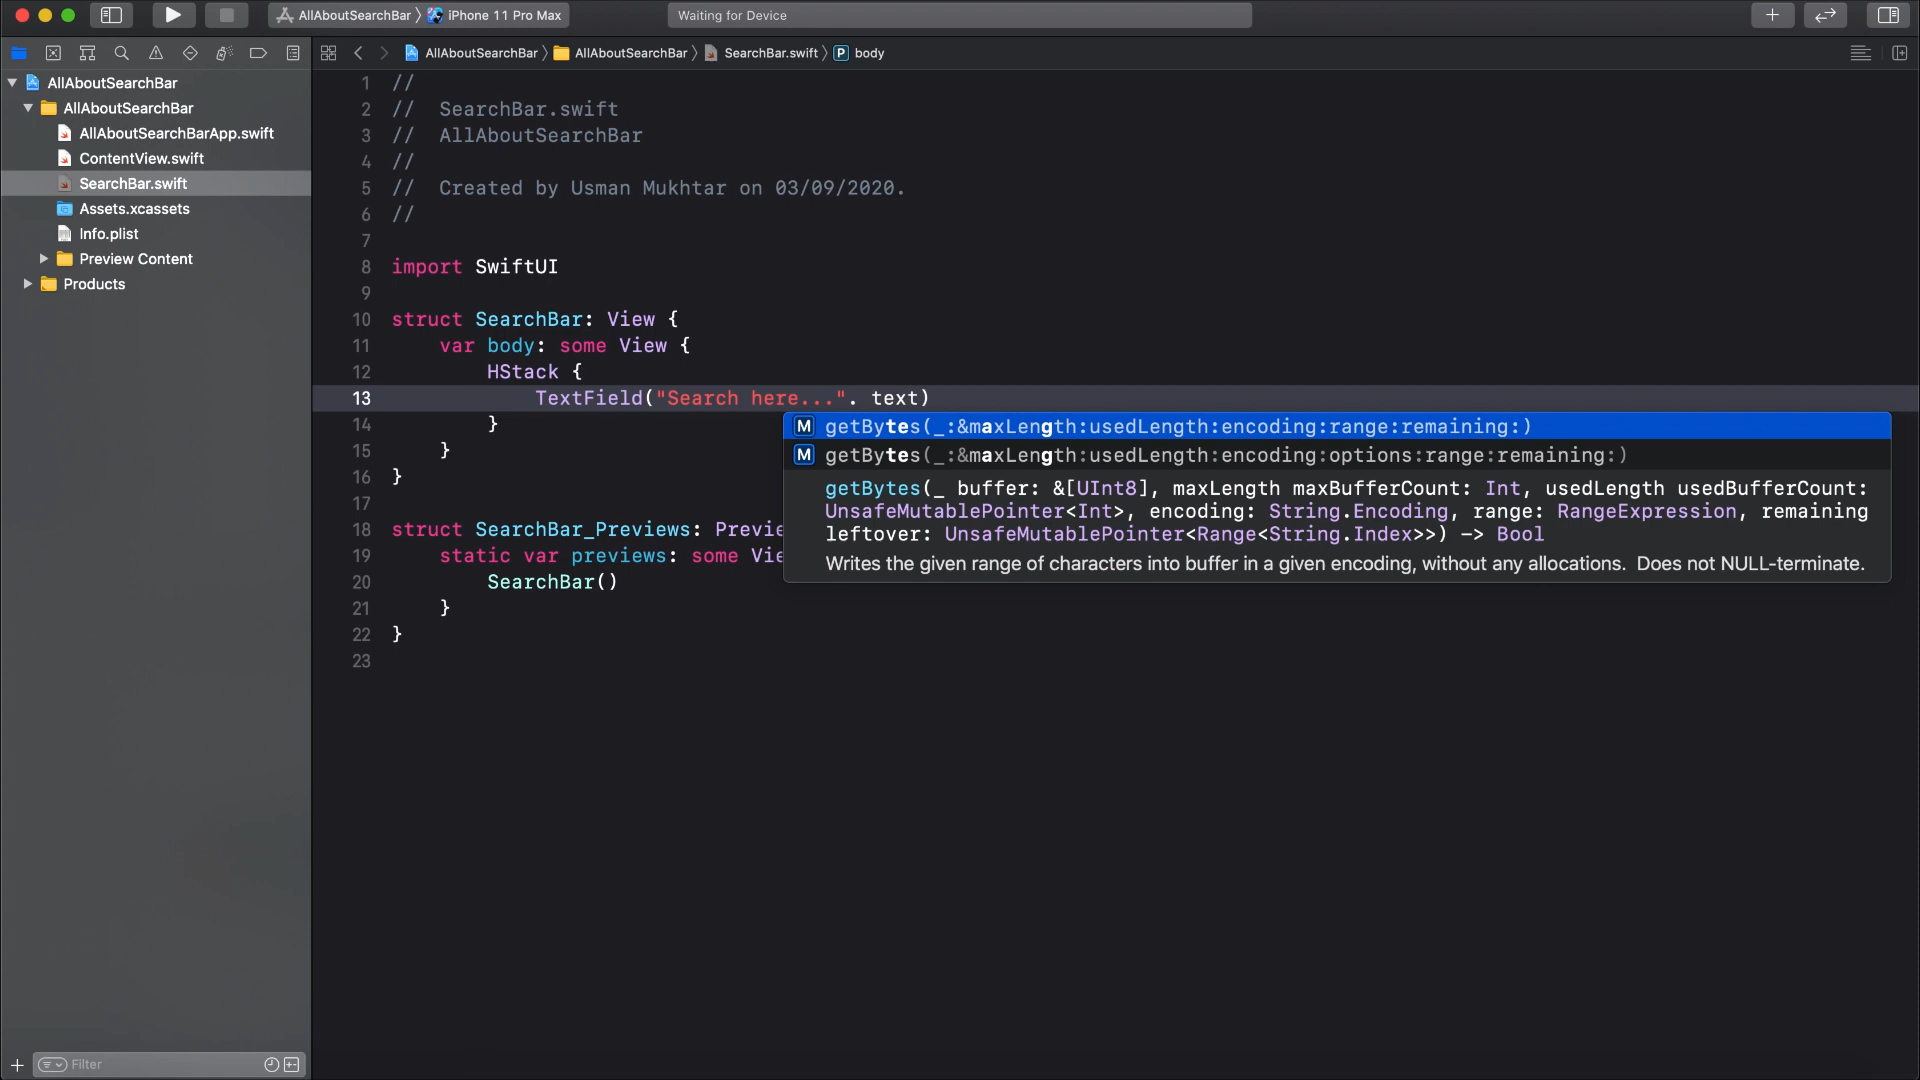 AllAboutSearchBar 〉 iPhone 11 Pro Max
Waiting for Device
AllAboutSearchBar 〉 AllAboutSearchBar 〉 SearchBar.swift 〉 P body
AllAboutSearchBar
AllAboutSearchBar
AllAboutSearchBarApp.swift
ContentView.swift
SearchBar.swift
Assets.xcassets
Info.plist
Preview Content
Products
Filter
1 //
2 //  SearchBar.swift
3 //  AllAboutSearchBar
4 //
5 //  Created by Usman Mukhtar on 03/09/2020.
6 //
7
8 import SwiftUI
9
10 struct SearchBar: View {
11     var body: some View {
12         HStack {
13             TextField("Search here...". text)
14         }
15     }
16 }
17
18 struct SearchBar_Previews: Previe
19     static var previews: some Vie
20         SearchBar()
21     }
22 }
23
M getBytes(_:&maxLength:usedLength:encoding:range:remaining:)
M getBytes(_:&maxLength:usedLength:encoding:options:range:remaining:)
getBytes(_ buffer: &[UInt8], maxLength maxBufferCount: Int, usedLength usedBufferCount:
UnsafeMutablePointer<Int>, encoding: String.Encoding, range: RangeExpression, remaining
leftover: UnsafeMutablePointer<Range<String.Index>>) -> Bool
Writes the given range of characters into buffer in a given encoding, without any allocations.  Does not NULL-terminate.